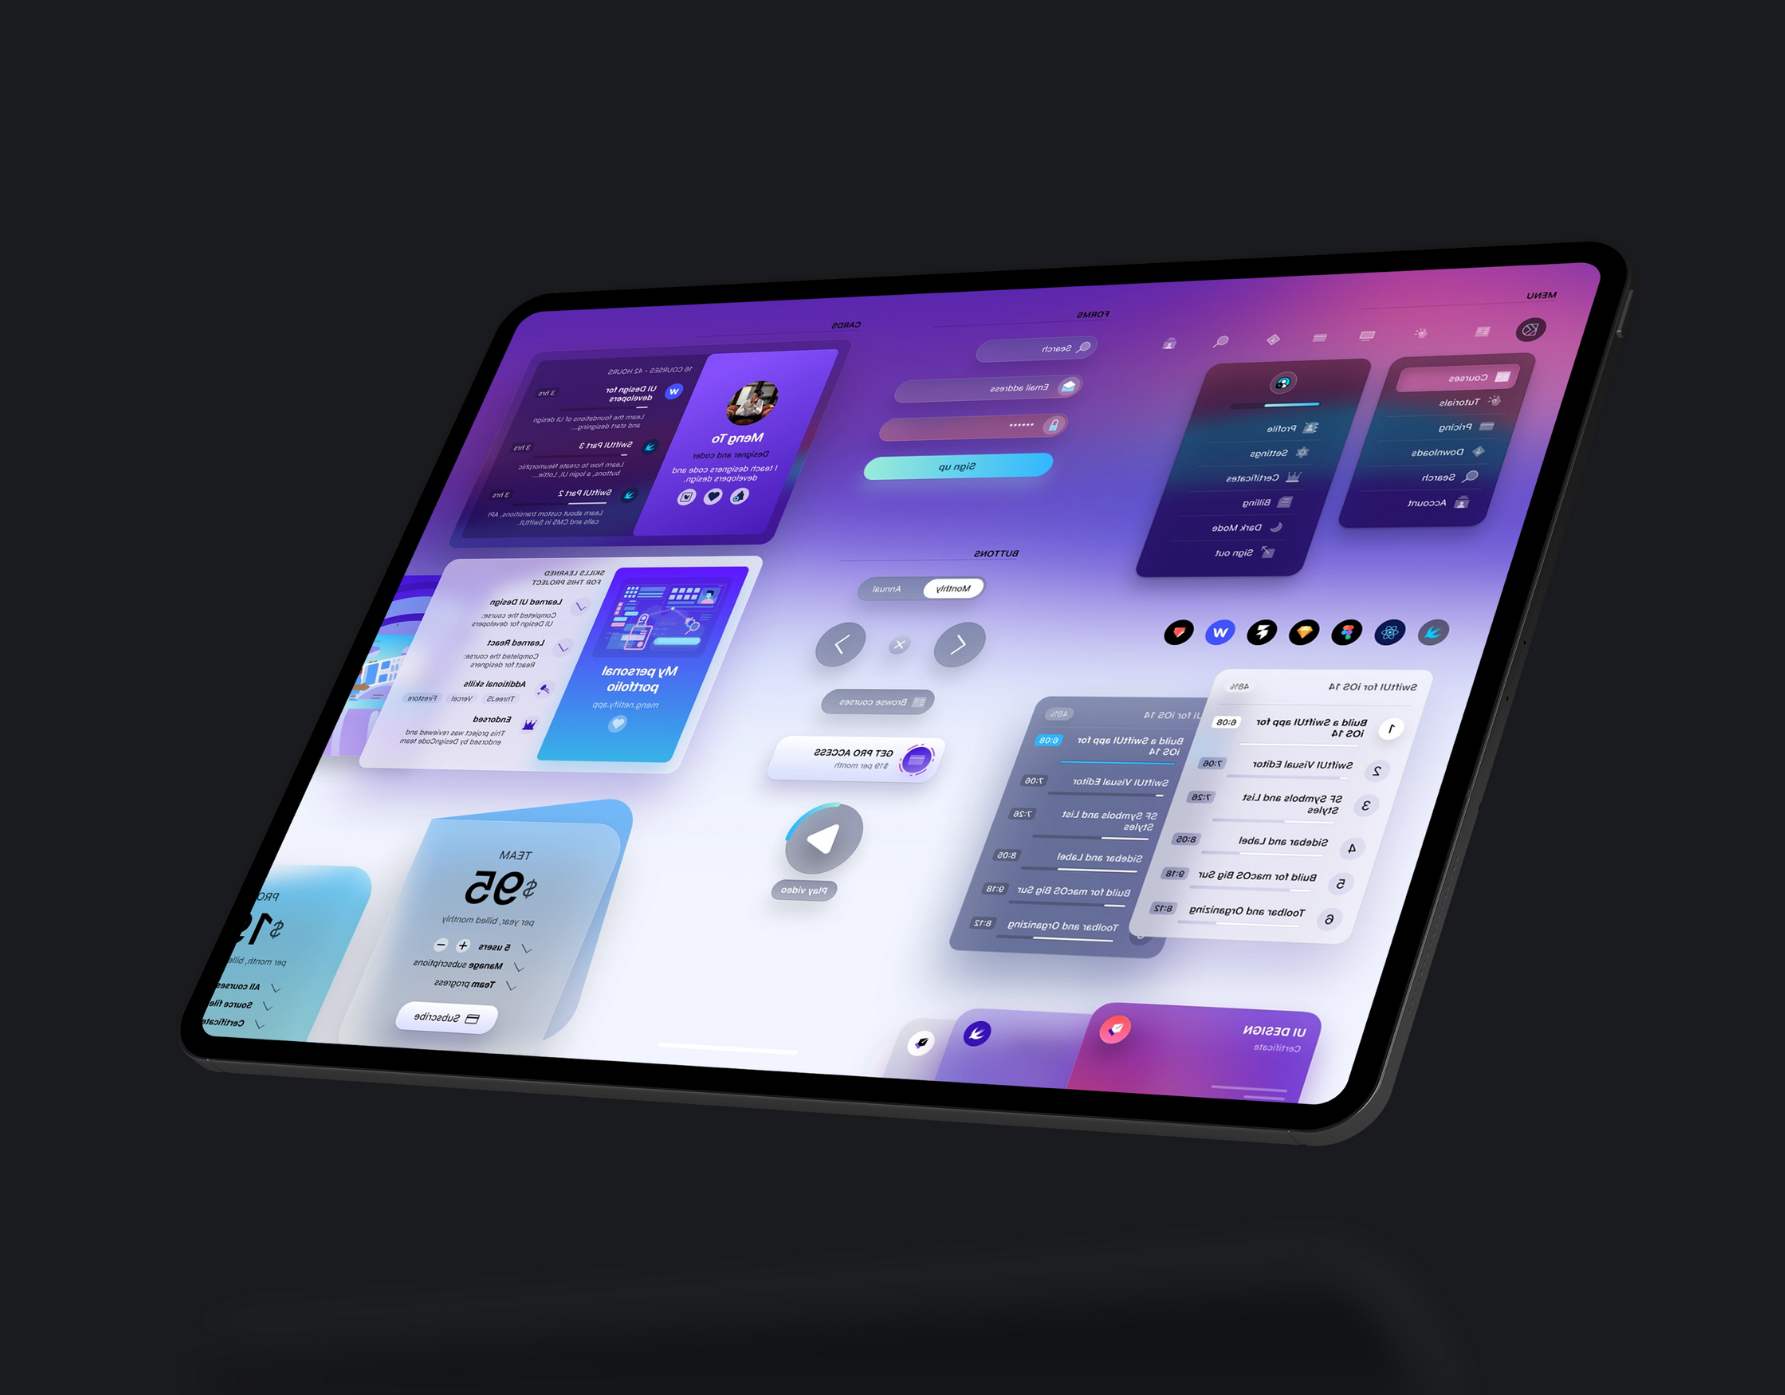 MENU
Courses
Tutorials
Pricing
Downloads
Search
Account
Profile
Settings
Certificates
Billing
Dark Mode
Sign out
SwiftUI for iOS 14
48%
1
Build a SwiftUI app for
iOS 14
6:08
2
SwiftUI Visual Editor
7:06
3
SF Symbols and List
Styles
7:26
4
Sidebar and Label
8:05
5
Build for macOS Big Sur
9:18
6
Toolbar and Organizing
8:12
UI for iOS 14
48%
Build a SwiftUI app for
iOS 14
6:08
SwiftUI Visual Editor
7:06
SF Symbols and List
Styles
7:26
Sidebar and Label
8:05
Build for macOS Big Sur
9:18
Toolbar and Organizing
8:12
UI DESIGN
Certificate
FORMS
Search
Email address
******
Sign up
BUTTONS
Monthly
Annual
Browse courses
GET PRO ACCESS
$19 per month
Play video
CARDS
Meng To
Designer and coder
I teach designers code and
developers design.
16 COURSES - 42 HOURS
W
UI Design for
developers
3 hrs
Learn the foundations of UI design
and start designing...
SwiftUI Part 3
3 hrs
Learn how to create Neumorphic
buttons, a login UI, Lottie...
SwiftUI Part 2
3 hrs
Learn about custom transitions, API
calls and CMS in SwiftUI.
My personal
portfolio
meng.netlify.app
SKILLS LEARNED
FOR THIS PROJECT
Learned UI Design
Completed the course:
UI Design for developers
Learned React
Completed the course:
React for designers
Additional skills
ThreeJS
Vercel
Firestore
Endorsed
This project was reviewed and
endorsed by DesignCode team
TEAM
$95
per year, billed monthly
5 users
+
−
Manage subscriptions
Team progress
Subscribe
PRO
$19
per month, bille
All courses
Source file
Certificate